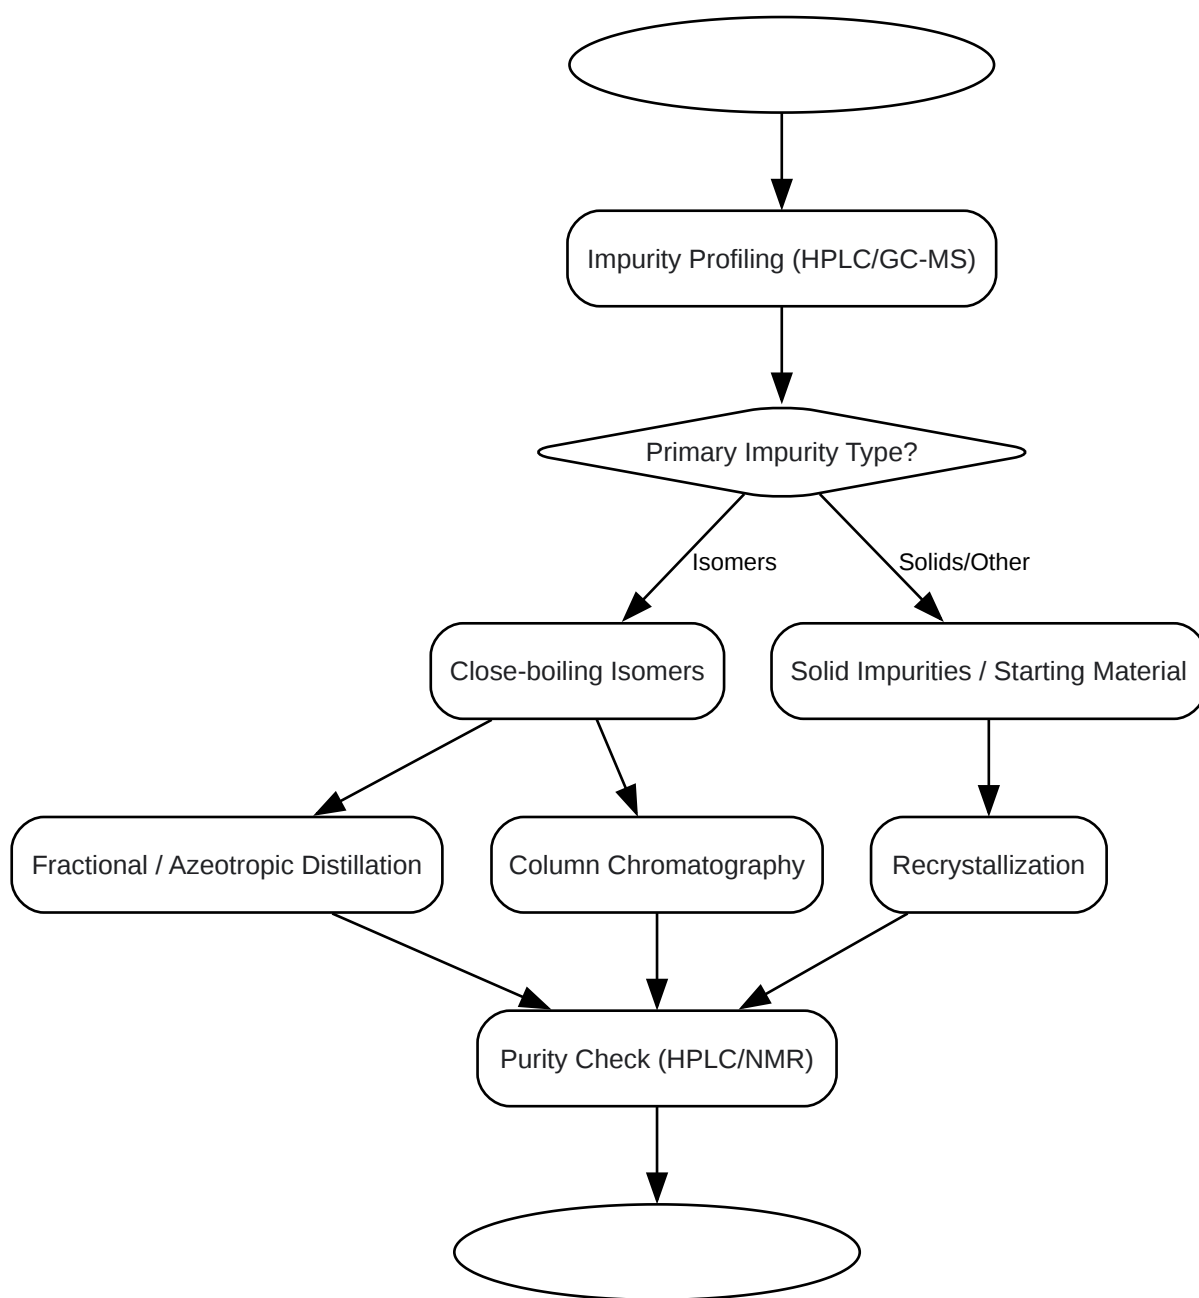 Impurity Profiling (HPLC/GC-MS)
Primary Impurity Type?
Isomers
Solids/Other
Close-boiling Isomers
Solid Impurities / Starting Material
Fractional / Azeotropic Distillation
Column Chromatography
Recrystallization
Purity Check (HPLC/NMR)